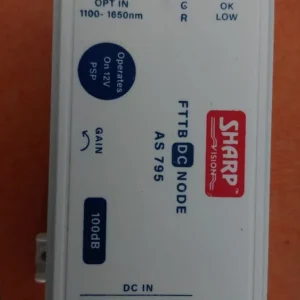 OPT IN
1100- 1650nm
G OK
R LOW
Operates
On 12V
PSP
SHARP
VISION
™
FTTB DC NODE
AS 795
GAIN
100dB
DC IN